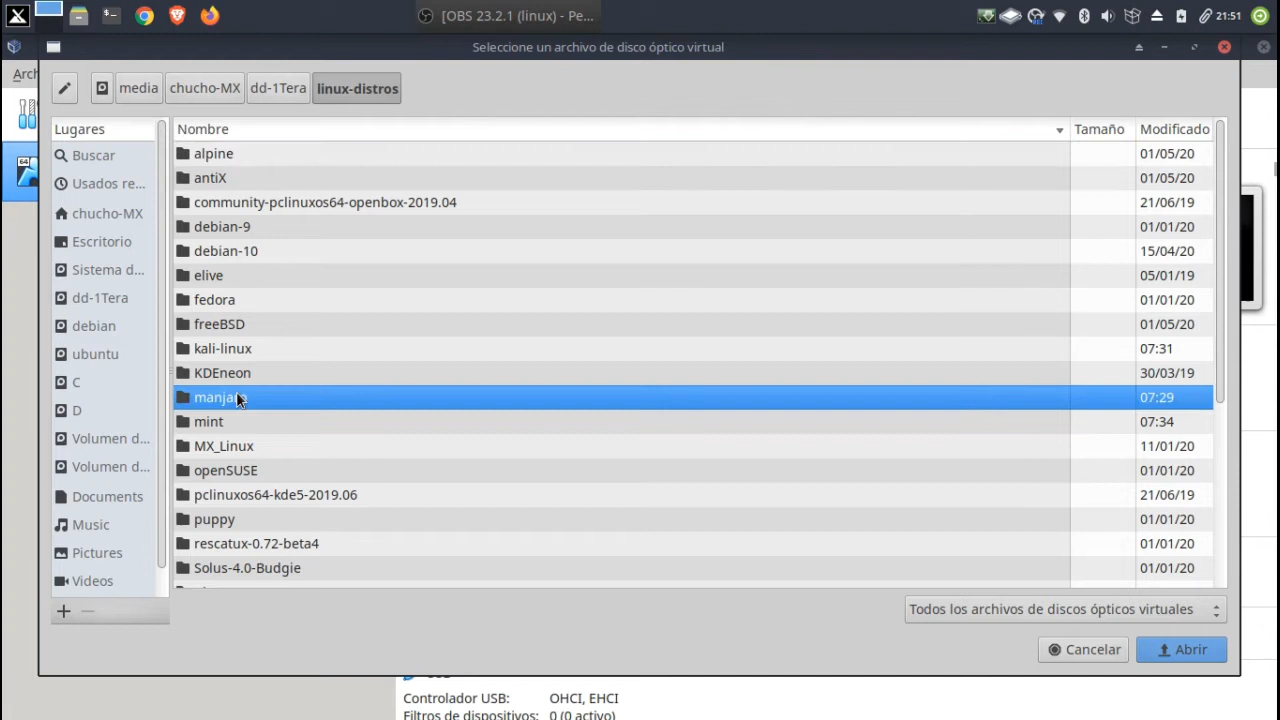 [OBS 23.2.1 (linux) - Pe...
21:51
Seleccione un archivo de disco óptico virtual
Arch
media chucho-MX dd-1Tera linux-distros
Lugares
Buscar
Usados re...
chucho-MX
Escritorio
Sistema d...
dd-1Tera
debian
ubuntu
C
D
Volumen d...
Volumen d...
Documents
Music
Pictures
Videos
Nombre Tamaño Modificado
alpine 01/05/20
antiX 01/05/20
community-pclinuxos64-openbox-2019.04 21/06/19
debian-9 01/01/20
debian-10 15/04/20
elive 05/01/19
fedora 01/01/20
freeBSD 01/05/20
kali-linux 07:31
KDEneon 30/03/19
manjaro 07:29
mint 07:34
MX_Linux 11/01/20
openSUSE 01/01/20
pclinuxos64-kde5-2019.06 21/06/19
puppy 01/01/20
rescatux-0.72-beta4 01/01/20
Solus-4.0-Budgie 01/01/20
Todos los archivos de discos ópticos virtuales
Cancelar Abrir
64
Controlador USB: OHCI, EHCI
Filtros de dispositivos: 0 (0 activo)